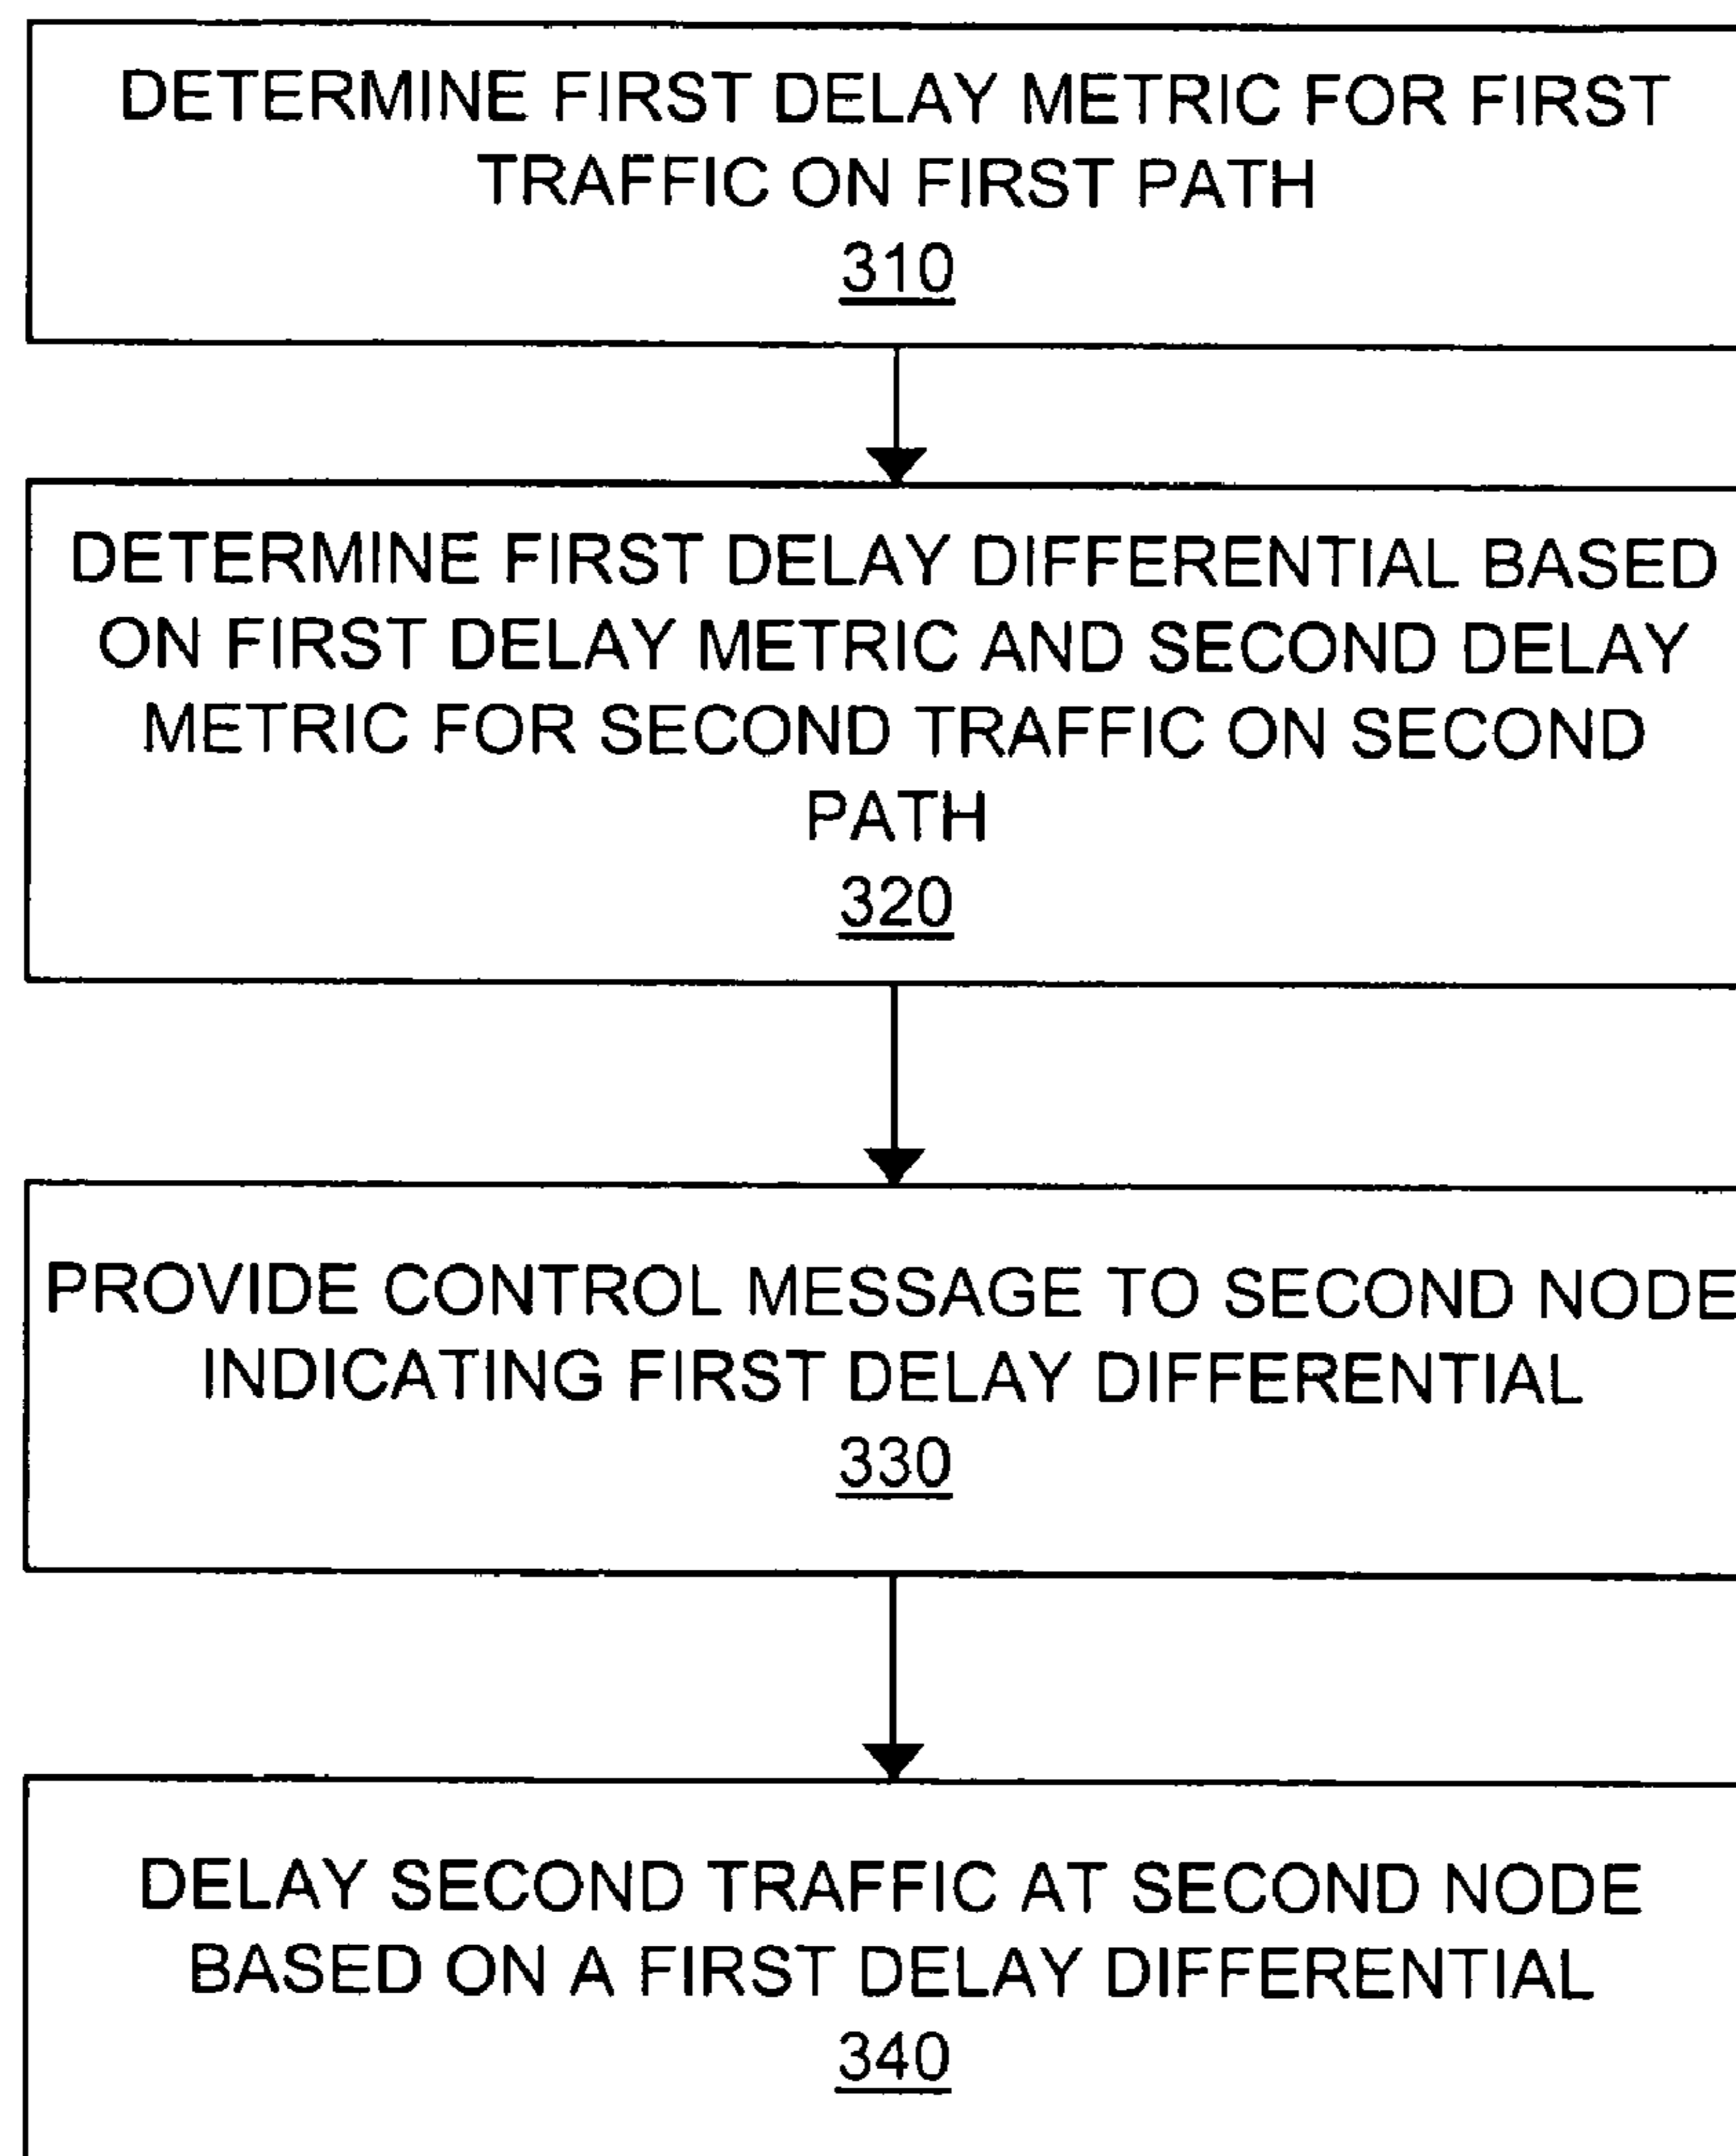 DETERMINE FIRST DELAY METRIC FOR FIRST
TRAFFIC ON FIRST PATH
310
DETERMINE FIRST DELAY DIFFERENTIAL BASED
ON FIRST DELAY METRIC AND SECOND DELAY
METRIC FOR SECOND TRAFFIC ON SECOND
PATH
320
PROVIDE CONTROL MESSAGE TO SECOND NODE
INDICATING FIRST DELAY DIFFERENTIAL
330
DELAY SECOND TRAFFIC AT SECOND NODE
BASED ON A FIRST DELAY DIFFERENTIAL
340